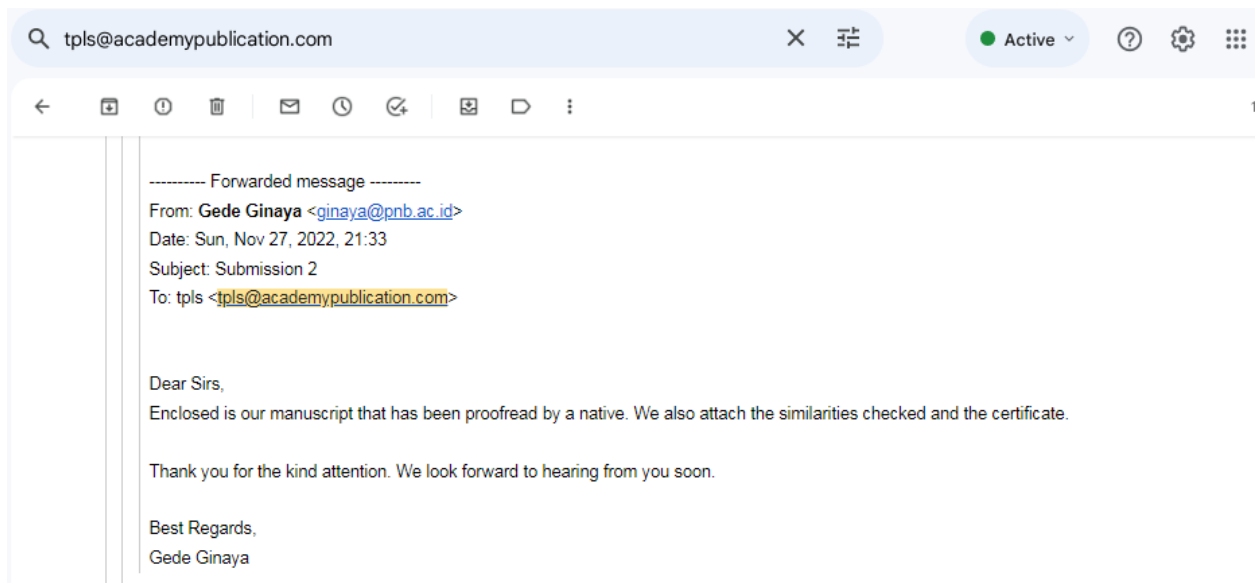 tpls@academypublication.com
Active
1
---------- Forwarded message ---------
From: Gede Ginaya <ginaya@pnb.ac.id>
Date: Sun, Nov 27, 2022, 21:33
Subject: Submission 2
To: tpls <tpls@academypublication.com>
Dear Sirs,
Enclosed is our manuscript that has been proofread by a native. We also attach the similarities checked and the certificate.
Thank you for the kind attention. We look forward to hearing from you soon.
Best Regards,
Gede Ginaya